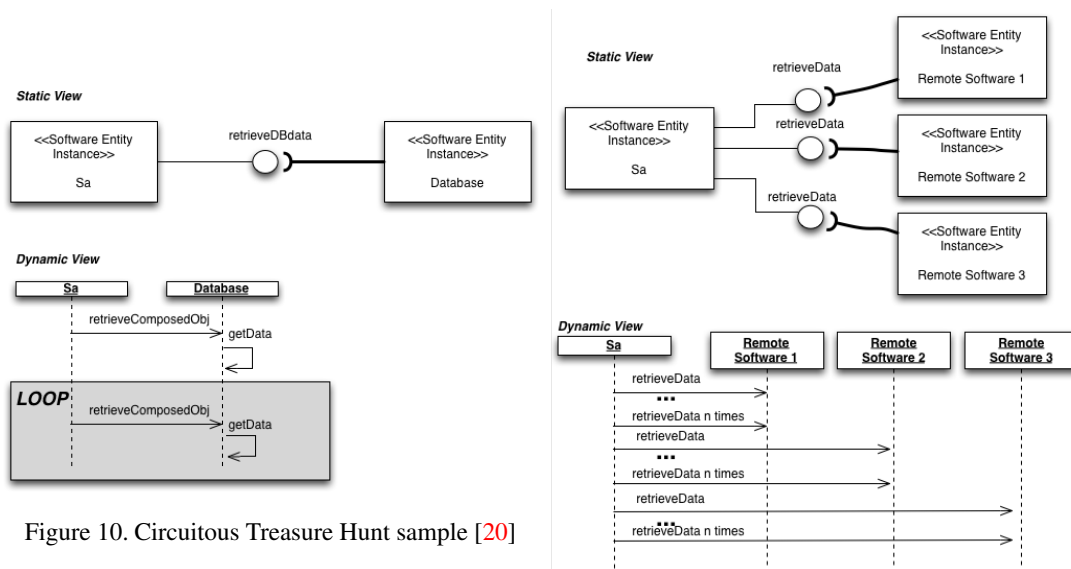 Static View
<<Software Entity
Instance>>
Sa
retrieveDBdata
<<Software Entity
Instance>>
Database
Dynamic View
Sa
Database
retrieveComposedObj
getData
LOOP
retrieveComposedObj
getData
Figure 10. Circuitous Treasure Hunt sample [20]
Static View
<<Software Entity
Instance>>
Sa
retrieveData
<<Software Entity
Instance>>
Remote Software 1
retrieveData
<<Software Entity
Instance>>
Remote Software 2
retrieveData
<<Software Entity
Instance>>
Remote Software 3
Dynamic View
Sa
Remote
Software 1
Remote
Software 2
Remote
Software 3
retrieveData
...
retrieveData n times
retrieveData
...
retrieveData n times
retrieveData
...
retrieveData n times